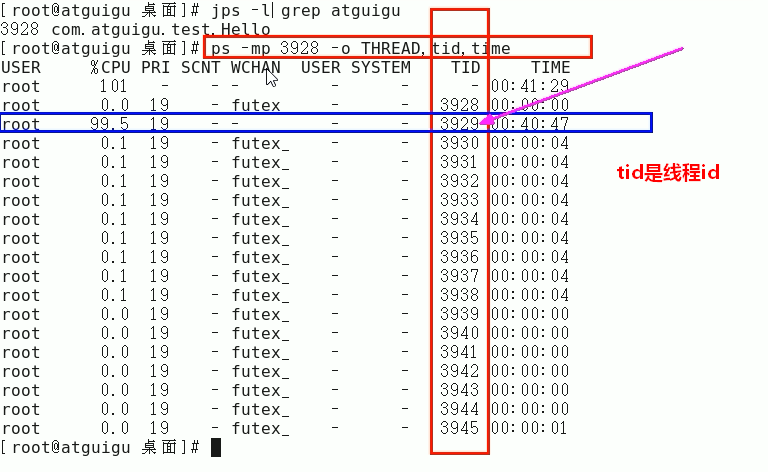 [root@atguigu 桌面]# jps -l| grep atguigu
3928 com.atguigu.test.Hello
[root@atguigu 桌面]# ps -mp 3928 -o THREAD,tid,time
USER %CPU PRI SCNT WCHAN USER SYSTEM TID TIME
root 101 - - - - - - 00:41:29
root 0.0 19 - futex_ - - 3928 00:00:00
root 99.5 19 - - - - 3929 00:40:47
root 0.1 19 - futex_ - - 3930 00:00:04
root 0.1 19 - futex_ - - 3931 00:00:04
tid是线程id
root 0.1 19 - futex_ - - 3932 00:00:04
root 0.1 19 - futex_ - - 3933 00:00:04
root 0.1 19 - futex_ - - 3934 00:00:04
root 0.1 19 - futex_ - - 3935 00:00:04
root 0.1 19 - futex_ - - 3936 00:00:04
root 0.1 19 - futex_ - - 3937 00:00:04
root 0.1 19 - futex_ - - 3938 00:00:04
root 0.0 19 - futex_ - - 3939 00:00:00
root 0.0 19 - futex_ - - 3940 00:00:00
root 0.0 19 - futex_ - - 3941 00:00:00
root 0.0 19 - futex_ - - 3942 00:00:00
root 0.0 19 - futex_ - - 3943 00:00:00
root 0.0 19 - futex_ - - 3944 00:00:00
root 0.0 19 - futex_ - - 3945 00:00:01
[root@atguigu 桌面]#